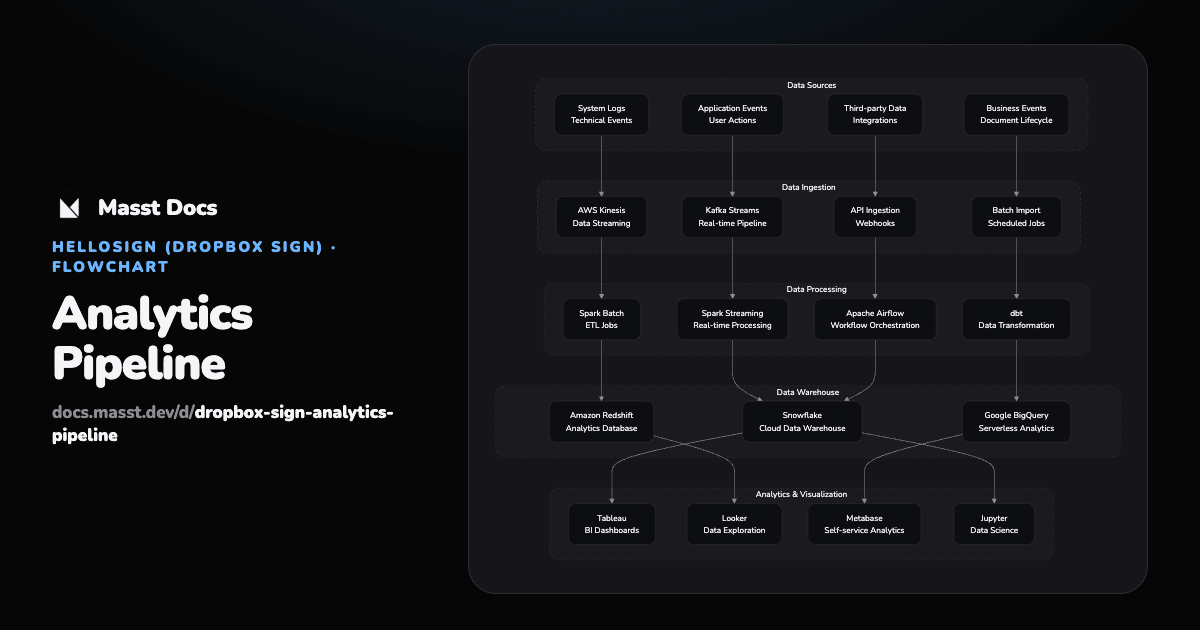 Masst Docs
HELLOSIGN (DROPBOX SIGN) ·
FLOWCHART
Analytics
Pipeline
docs.masst.dev/d/dropbox-sign-analytics-
pipeline
Data Sources
System Logs
Technical Events
Application Events
User Actions
Third-party Data
Integrations
Business Events
Document Lifecycle
Data Ingestion
AWS Kinesis
Data Streaming
Kafka Streams
Real-time Pipeline
API Ingestion
Webhooks
Batch Import
Scheduled Jobs
Data Processing
Spark Batch
ETL Jobs
Spark Streaming
Real-time Processing
Apache Airflow
Workflow Orchestration
dbt
Data Transformation
Data Warehouse
Amazon Redshift
Analytics Database
Snowflake
Cloud Data Warehouse
Google BigQuery
Serverless Analytics
Analytics & Visualization
Tableau
BI Dashboards
Looker
Data Exploration
Metabase
Self-service Analytics
Jupyter
Data Science